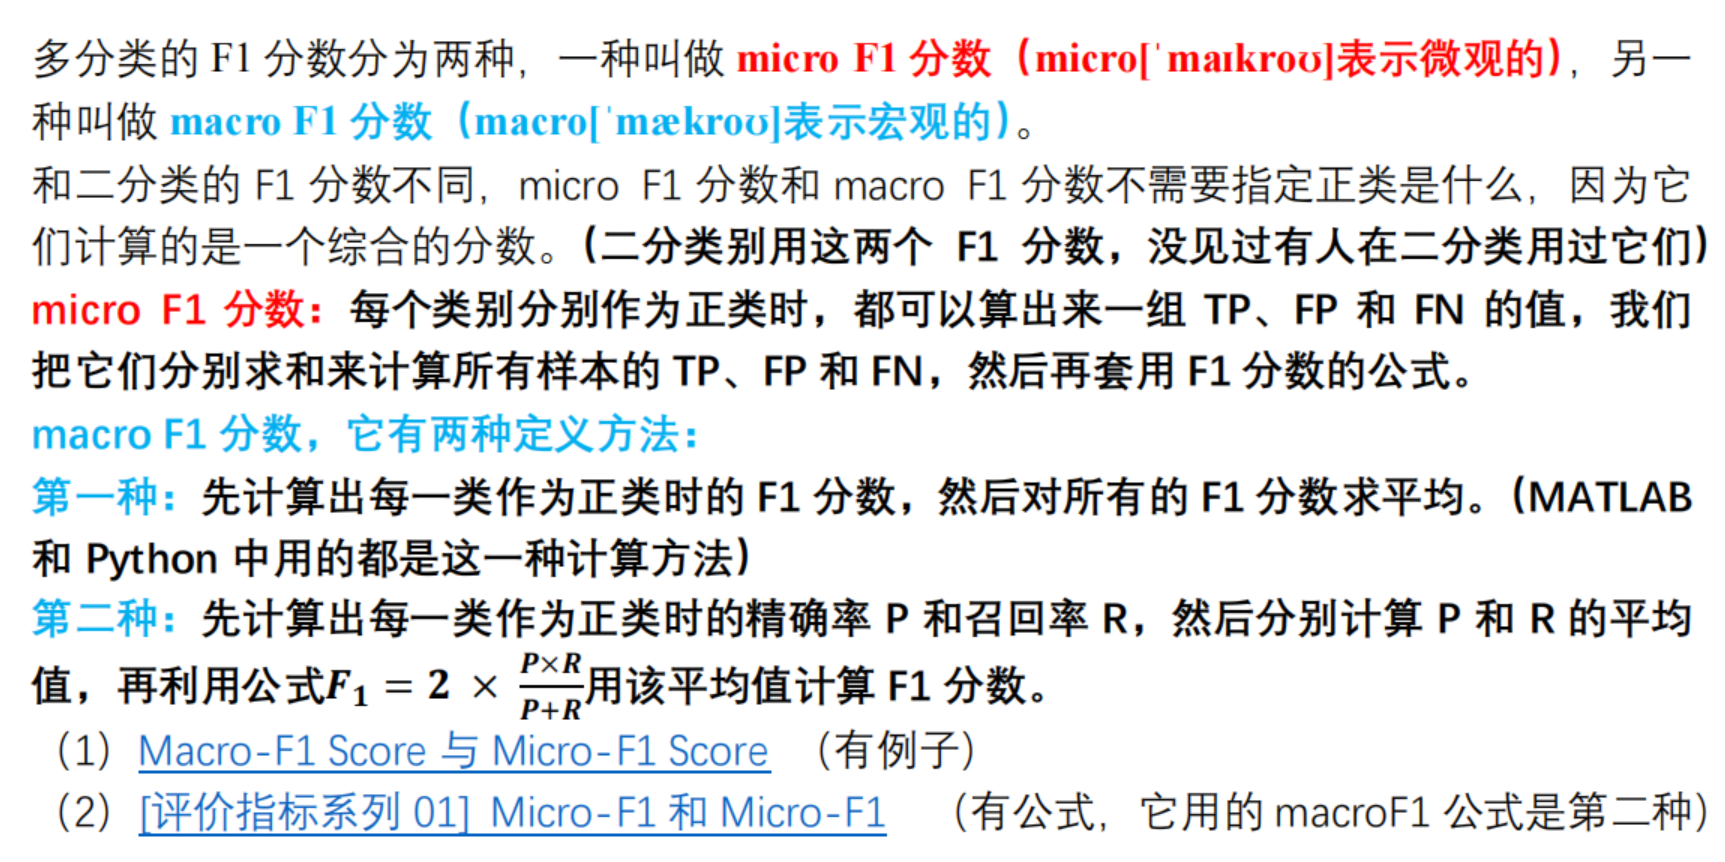 多分类的 F1 分数分为两种，一种叫做 micro F1 分数（micro[ˈmaɪkroʊ]表示微观的），另一
种叫做 macro F1 分数（macro[ˈmækroʊ]表示宏观的）。
和二分类的 F1 分数不同，micro F1 分数和 macro F1 分数不需要指定正类是什么，因为它
们计算的是一个综合的分数。（二分类别用这两个 F1 分数，没见过有人在二分类用过它们）
micro F1 分数：每个类别分别作为正类时，都可以算出来一组 TP、FP 和 FN 的值，我们
把它们分别求和来计算所有样本的 TP、FP 和 FN，然后再套用 F1 分数的公式。
macro F1 分数，它有两种定义方法：
第一种：先计算出每一类作为正类时的 F1 分数，然后对所有的 F1 分数求平均。（MATLAB
和 Python 中用的都是这一种计算方法）
第二种：先计算出每一类作为正类时的精确率 P 和召回率 R，然后分别计算 P 和 R 的平均
值，再利用公式F₁ = 2 × (P×R)/(P+R)用该平均值计算 F1 分数。
（1）Macro-F1 Score 与 Micro-F1 Score （有例子）
（2）[评价指标系列 01] Micro-F1 和 Micro-F1 （有公式，它用的 macroF1 公式是第二种）